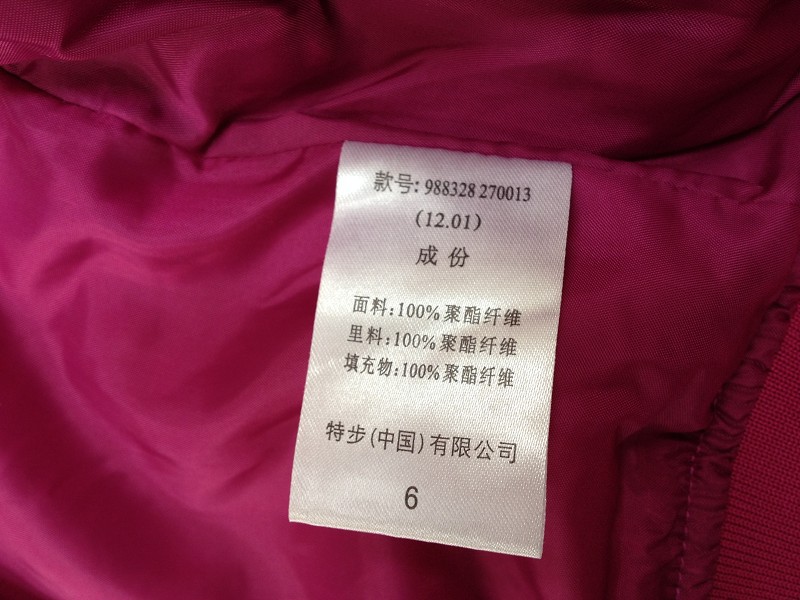 款号: 988328 270013
(12.01)
成 份
面料:100%聚酯纤维
里料:100%聚酯纤维
填充物:100%聚酯纤维
特步(中国)有限公司
6